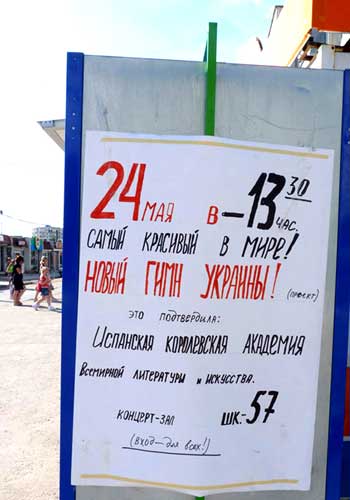 24 МАЯ В - 13 30 ЧАС.
САМЫЙ КРАСИВЫЙ В МИРЕ!
НОВЫЙ ГИМН УКРАИНЫ! (ПРОЕКТ)
ЭТО ПОДТВЕРДИЛА:
ИСПАНСКАЯ КОРОЛЕВСКАЯ АКАДЕМИЯ
ВСЕМИРНОЙ ЛИТЕРАТУРЫ И ИСКУССТВА.
КОНЦЕРТ-ЗАЛ ШК.-57
(ВХОД-ДЛЯ ВСЕХ!)